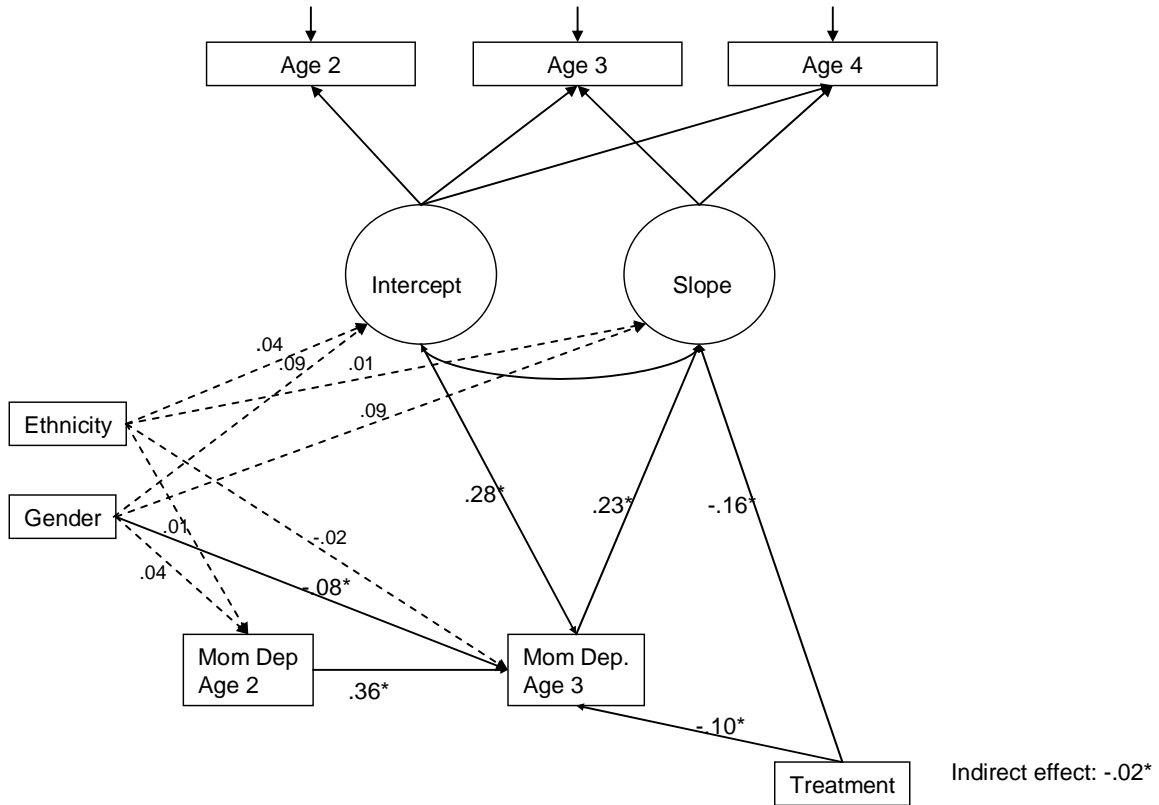 Age 2
Age 3
Age 4
Intercept
Slope
.04
.09
.01
.09
Ethnicity
Gender
.28*
.23*
-.16*
.01
-.02
.04
-.08*
Mom Dep
Age 2
.36*
Mom Dep.
Age 3
-.10*
Treatment
Indirect effect: -.02*